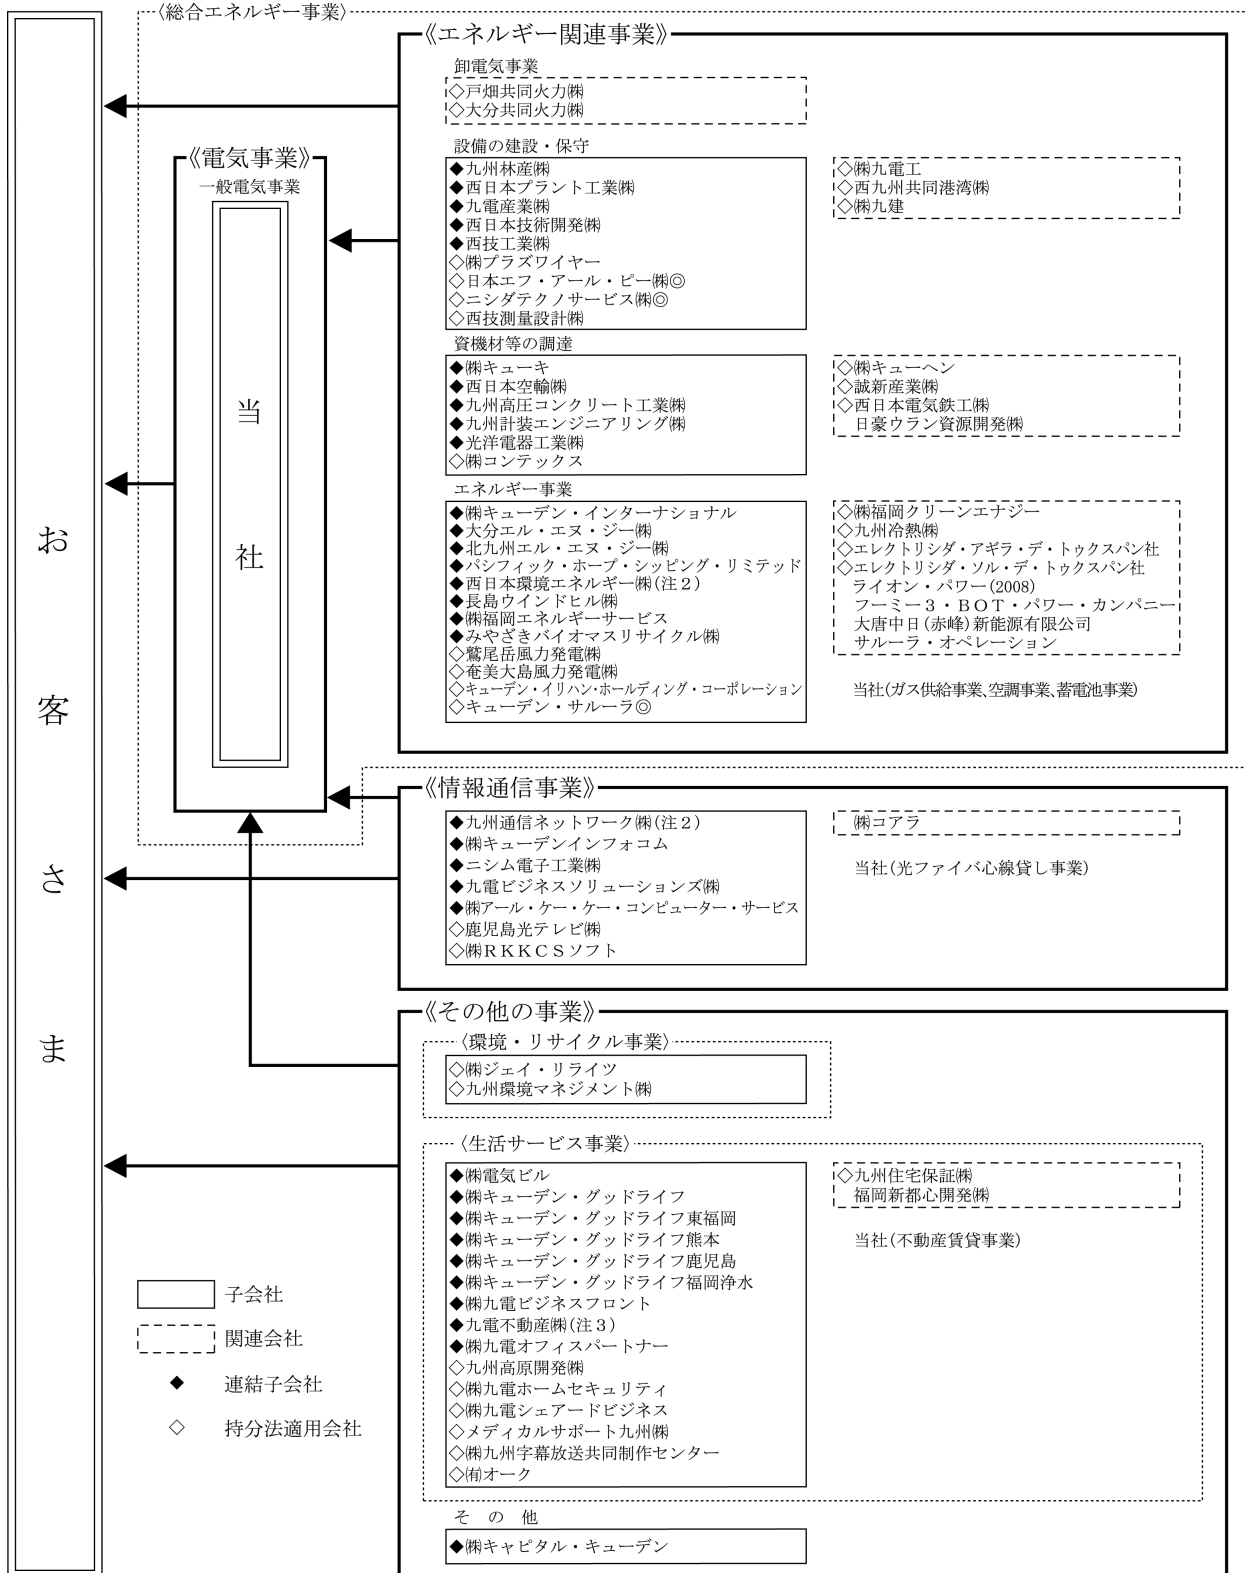 〈総合エネルギー事業〉
お客さま
《電気事業》
一般電気事業
当社
《エネルギー関連事業》
卸電気事業
◇戸畑共同火力㈱
◇大分共同火力㈱
設備の建設・保守
◆九州林産㈱
◆西日本プラント工業㈱
◆九電産業㈱
◆西日本技術開発㈱
◆西技工業㈱
◇㈱プラズワイヤー
◇日本エフ・アール・ピー㈱◎
◇ニシダテクノサービス㈱◎
◇西技測量設計㈱
◇㈱九電工
◇西九州共同港湾㈱
◇㈱九建
資機材等の調達
◆㈱キューキ
◆西日本空輸㈱
◆九州高圧コンクリート工業㈱
◆九州計装エンジニアリング㈱
◆光洋電器工業㈱
◇㈱コンテックス
◇㈱キューヘン
◇誠新産業㈱
◇西日本電気鉄工㈱
日豪ウラン資源開発㈱
エネルギー事業
◆㈱キューデン・インターナショナル
◆大分エル・エヌ・ジー㈱
◆北九州エル・エヌ・ジー㈱
◆パシフィック・ホープ・シッピング・リミテッド
◆西日本環境エネルギー㈱(注２)
◆長島ウインドヒル㈱
◆㈱福岡エネルギーサービス
◆みやざきバイオマスリサイクル㈱
◇鷲尾岳風力発電㈱
◇奄美大島風力発電㈱
◇キューデン・イリハン・ホールディング・コーポレーション
◇キューデン・サルーラ◎
◇㈱福岡クリーンエナジー
◇九州冷熱㈱
◇エレクトリシダ・アギラ・デ・トゥクスパン社
◇エレクトリシダ・ソル・デ・トゥクスパン社
ライオン・パワー(2008)
フーミー３・ＢＯＴ・パワー・カンパニー
大唐中日(赤峰)新能源有限公司
サルーラ・オペレーション
当社(ガス供給事業、空調事業、蓄電池事業)
《情報通信事業》
◆九州通信ネットワーク㈱(注２)
◆㈱キューデンインフォコム
◆ニシム電子工業㈱
◆九電ビジネスソリューションズ㈱
◆㈱アール・ケー・ケー・コンピューター・サービス
◇鹿児島光テレビ㈱
◇㈱ＲＫＫＣＳソフト
㈱コアラ
当社(光ファイバ心線貸し事業)
《その他の事業》
〈環境・リサイクル事業〉
◇㈱ジェイ・リライツ
◇九州環境マネジメント㈱
〈生活サービス事業〉
◆㈱電気ビル
◆㈱キューデン・グッドライフ
◆㈱キューデン・グッドライフ東福岡
◆㈱キューデン・グッドライフ熊本
◆㈱キューデン・グッドライフ鹿児島
◆㈱キューデン・グッドライフ福岡浄水
◆㈱九電ビジネスフロント
◆九電不動産㈱(注３)
◆㈱九電オフィスパートナー
◇九州高原開発㈱
◇㈱九電ホームセキュリティ
◇㈱九電シェアードビジネス
◇メディカルサポート九州㈱
◇㈱九州字幕放送共同制作センター
◇㈲オーク
◇九州住宅保証㈱
福岡新都心開発㈱
当社(不動産賃貸事業)
そ の 他
◆㈱キャピタル・キューデン
子会社
関連会社
◆ 連結子会社
◇ 持分法適用会社